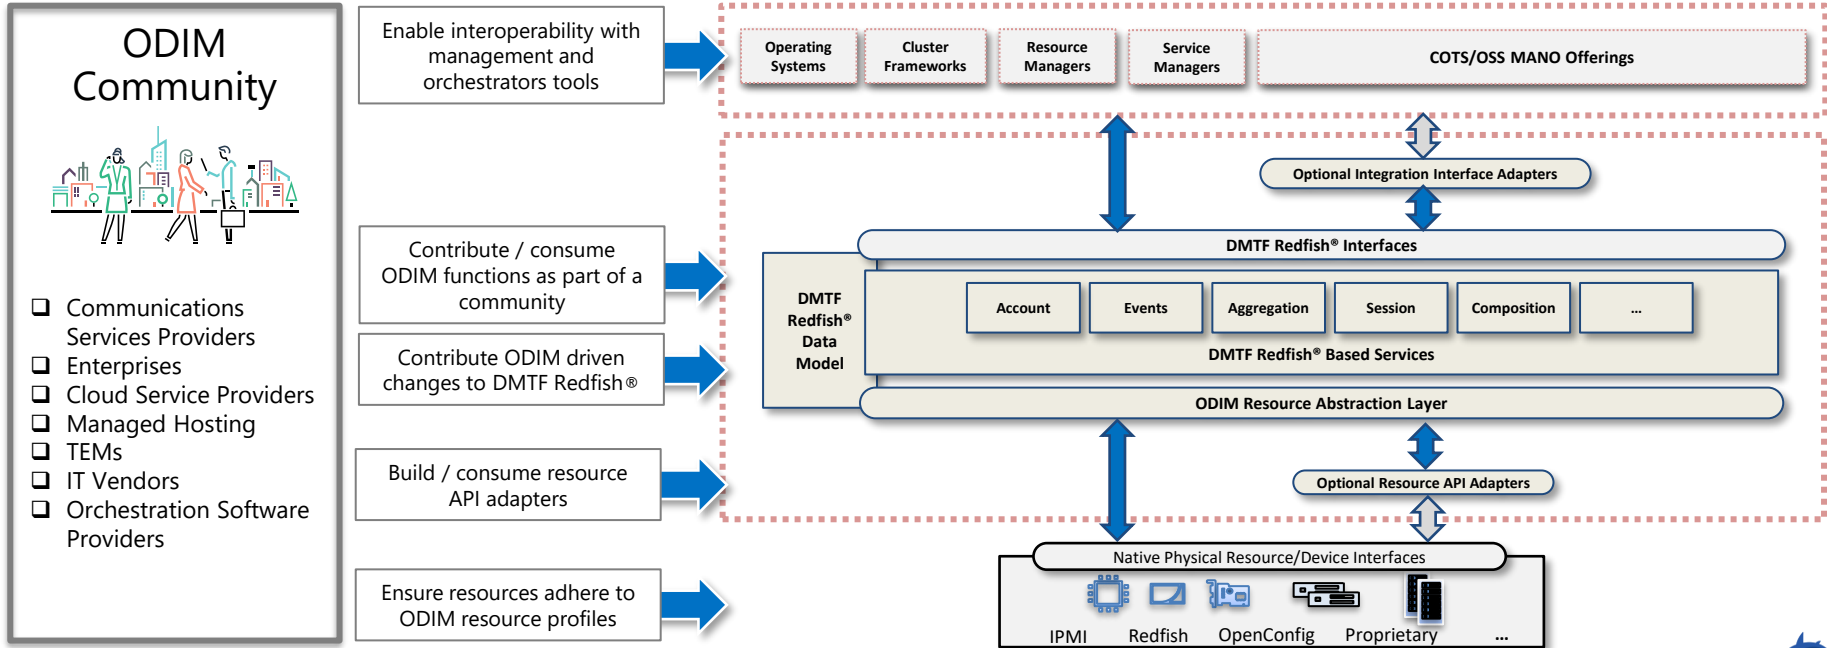 ODIM
Community
❑ Communications
Services Providers
❑ Enterprises
❑ Cloud Service Providers
❑ Managed Hosting
❑ TEMs
❑ IT Vendors
❑ Orchestration Software
Providers
Enable interoperability with
management and
orchestrators tools
Contribute / consume
ODIM functions as part of a
community
Contribute ODIM driven
changes to DMTF Redfish®
Build / consume resource
API adapters
Ensure resources adhere to
ODIM resource profiles
Operating
Systems
Cluster
Frameworks
Resource
Managers
Service
Managers
COTS/OSS MANO Offerings
Optional Integration Interface Adapters
DMTF Redfish® Interfaces
DMTF
Redfish®
Data
Model
Account
Events
Aggregation
Session
Composition
...
DMTF Redfish® Based Services
ODIM Resource Abstraction Layer
Optional Resource API Adapters
Native Physical Resource/Device Interfaces
IPMI
Redfish
OpenConfig
Proprietary
...